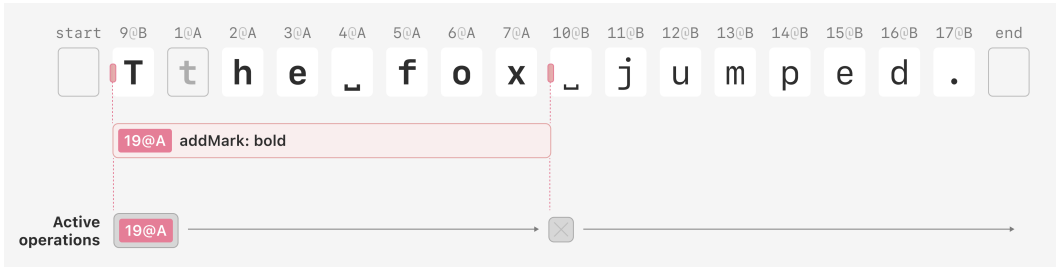 start 9@B 1@A 2@A 3@A 4@A 5@A 6@A 7@A 10@B 11@B 12@B 13@B 14@B 15@B 16@B 17@B end
T t h e ␣ f o x ␣ j u m p e d .
19@A addMark: bold
Active
operations
19@A